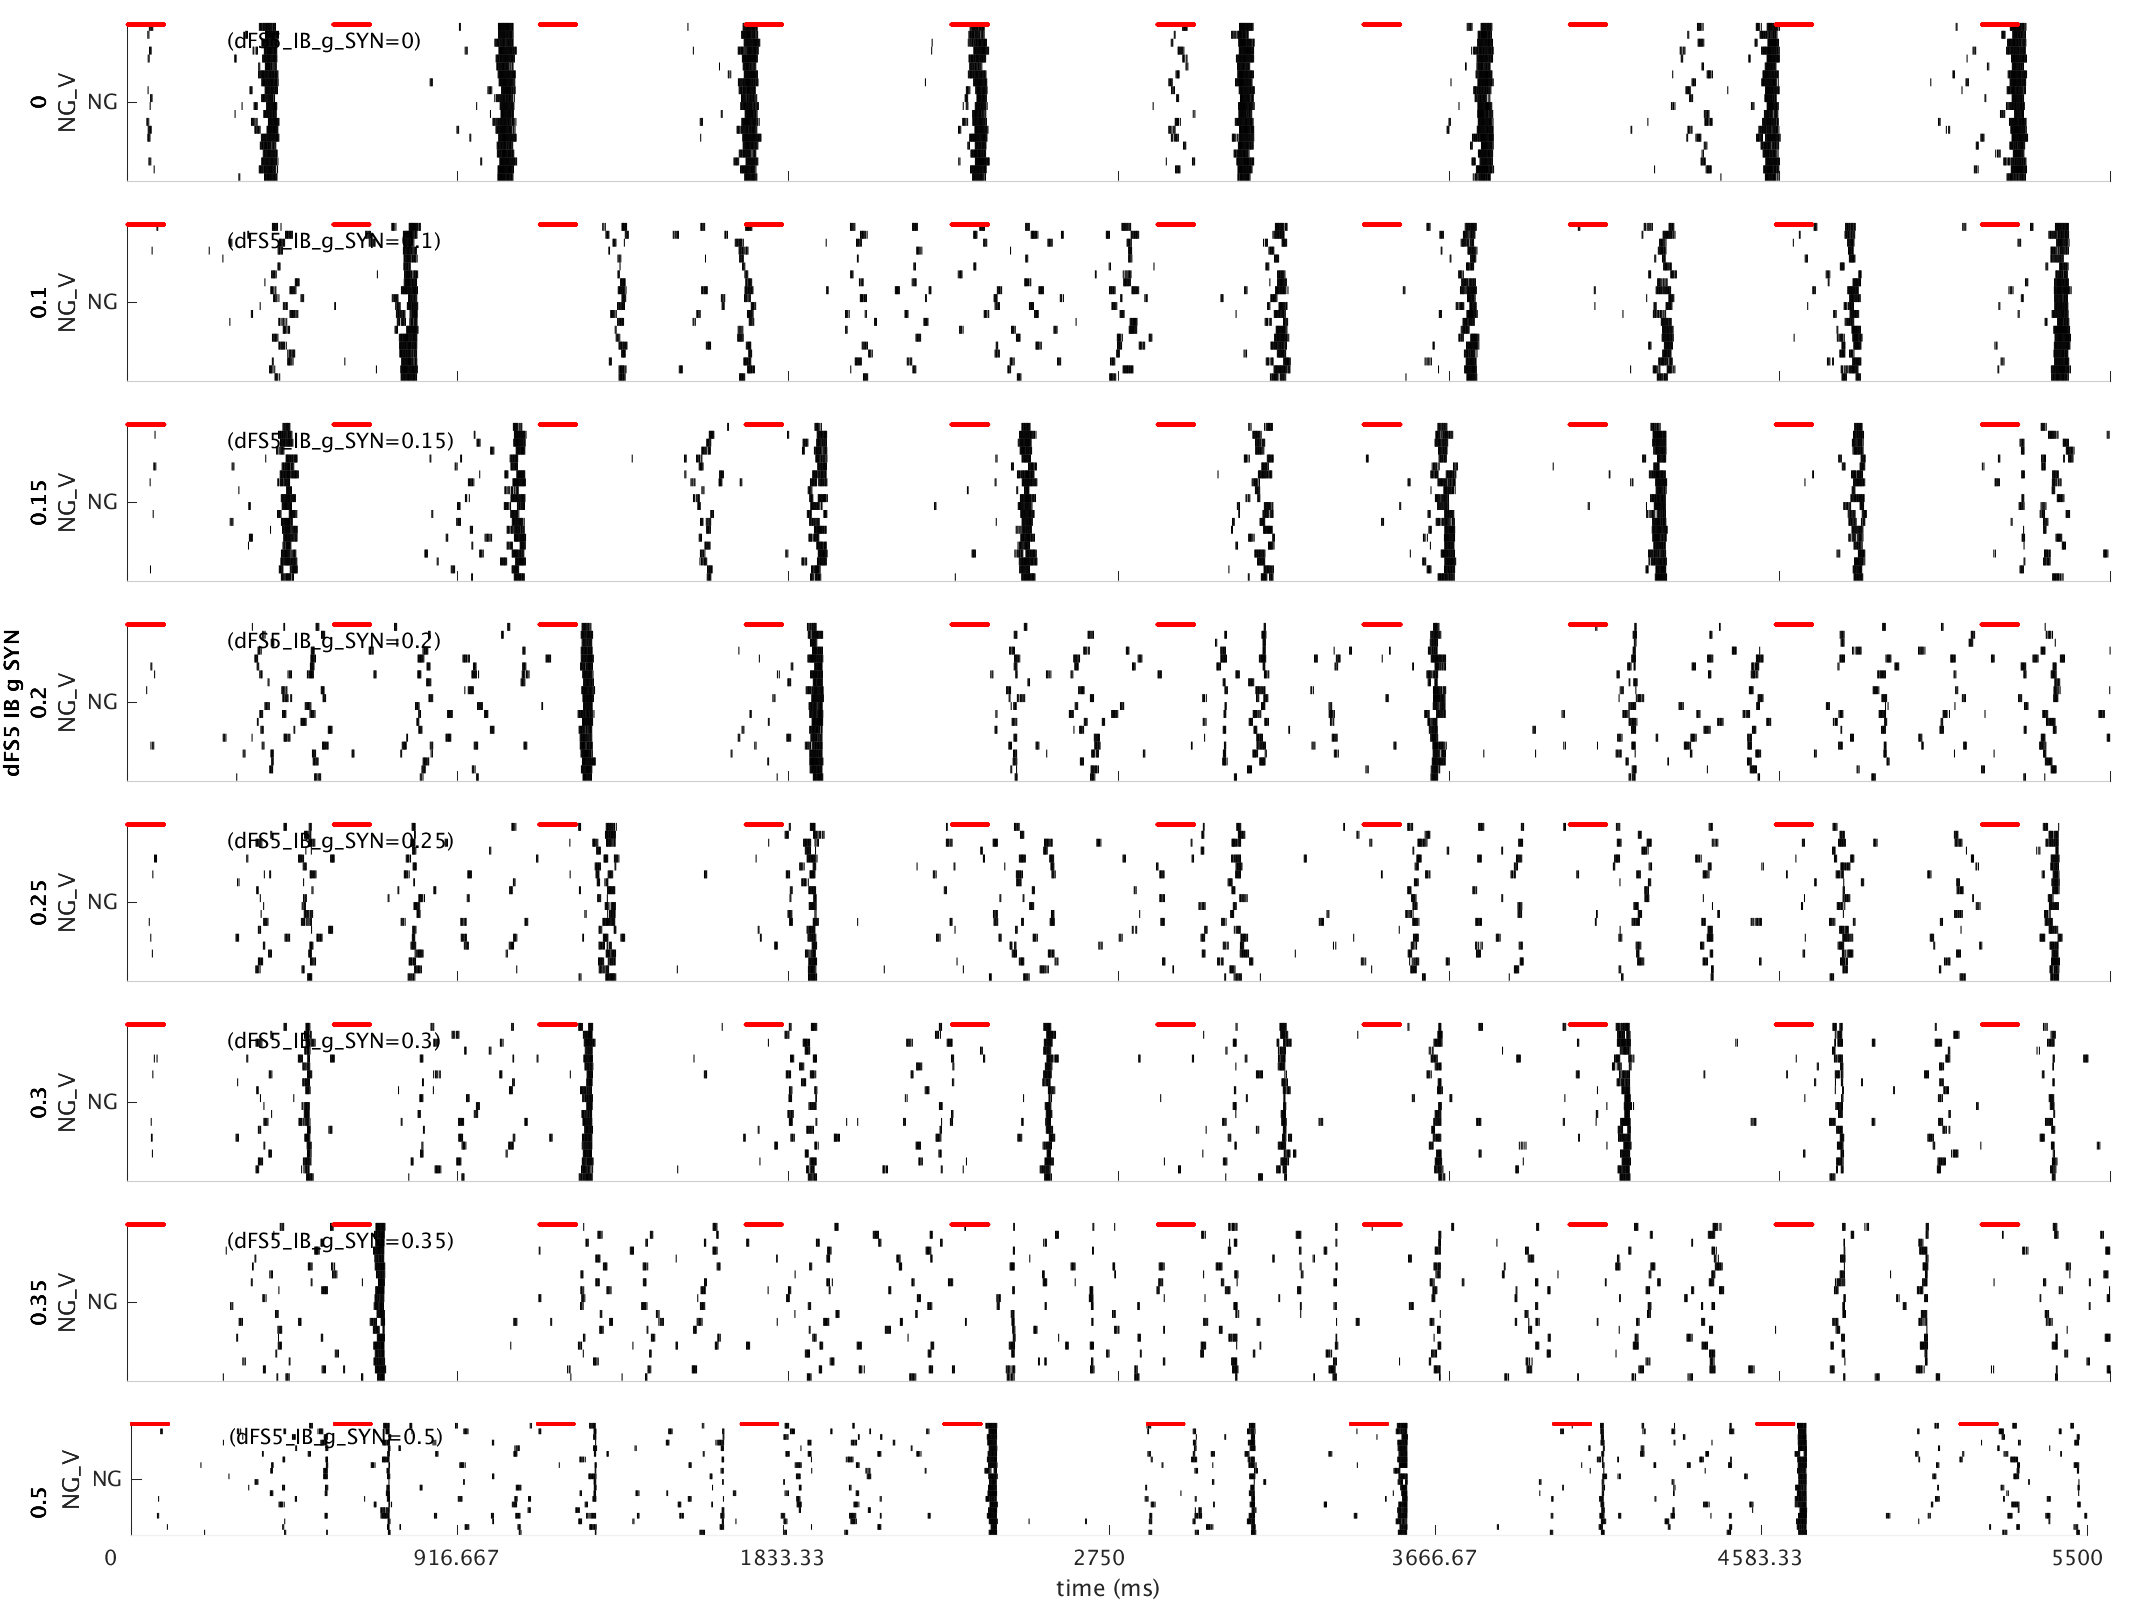 (dFS5_IB_g_SYN=0)
0
NG_V
NG
(dFS5_IB_g_SYN=0.1)
0.1
NG_V
NG
(dFS5_IB_g_SYN=0.15)
0.15
NG_V
NG
(dFS5_IB_g_SYN=0.2)
dFS5 IB g SYN
0.2
NG_V
NG
(dFS5_IB_g_SYN=0.25)
0.25
NG_V
NG
(dFS5_IB_g_SYN=0.3)
0.3
NG_V
NG
(dFS5_IB_g_SYN=0.35)
0.35
NG_V
NG
(dFS5_IB_g_SYN=0.5)
0.5
NG_V
NG
0 916.667 1833.33 2750 3666.67 4583.33 5500
time (ms)